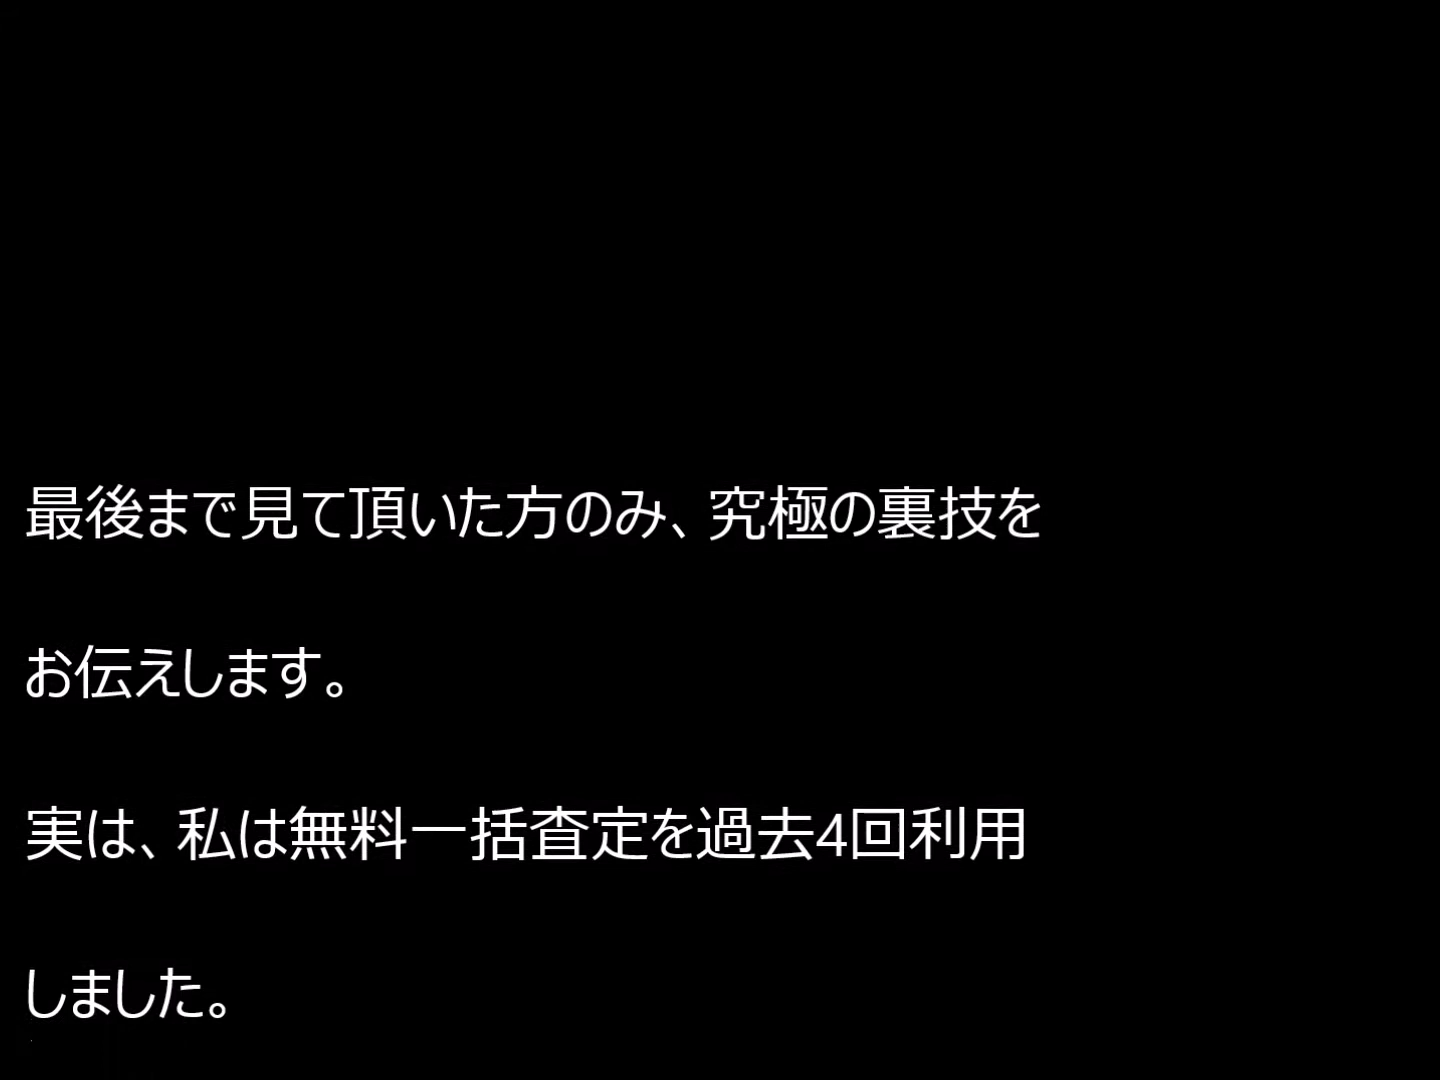 最後まで見て頂いた方のみ、究極の裏技を
お伝えします。
実は、私は無料一括査定を過去4回利用
しました。